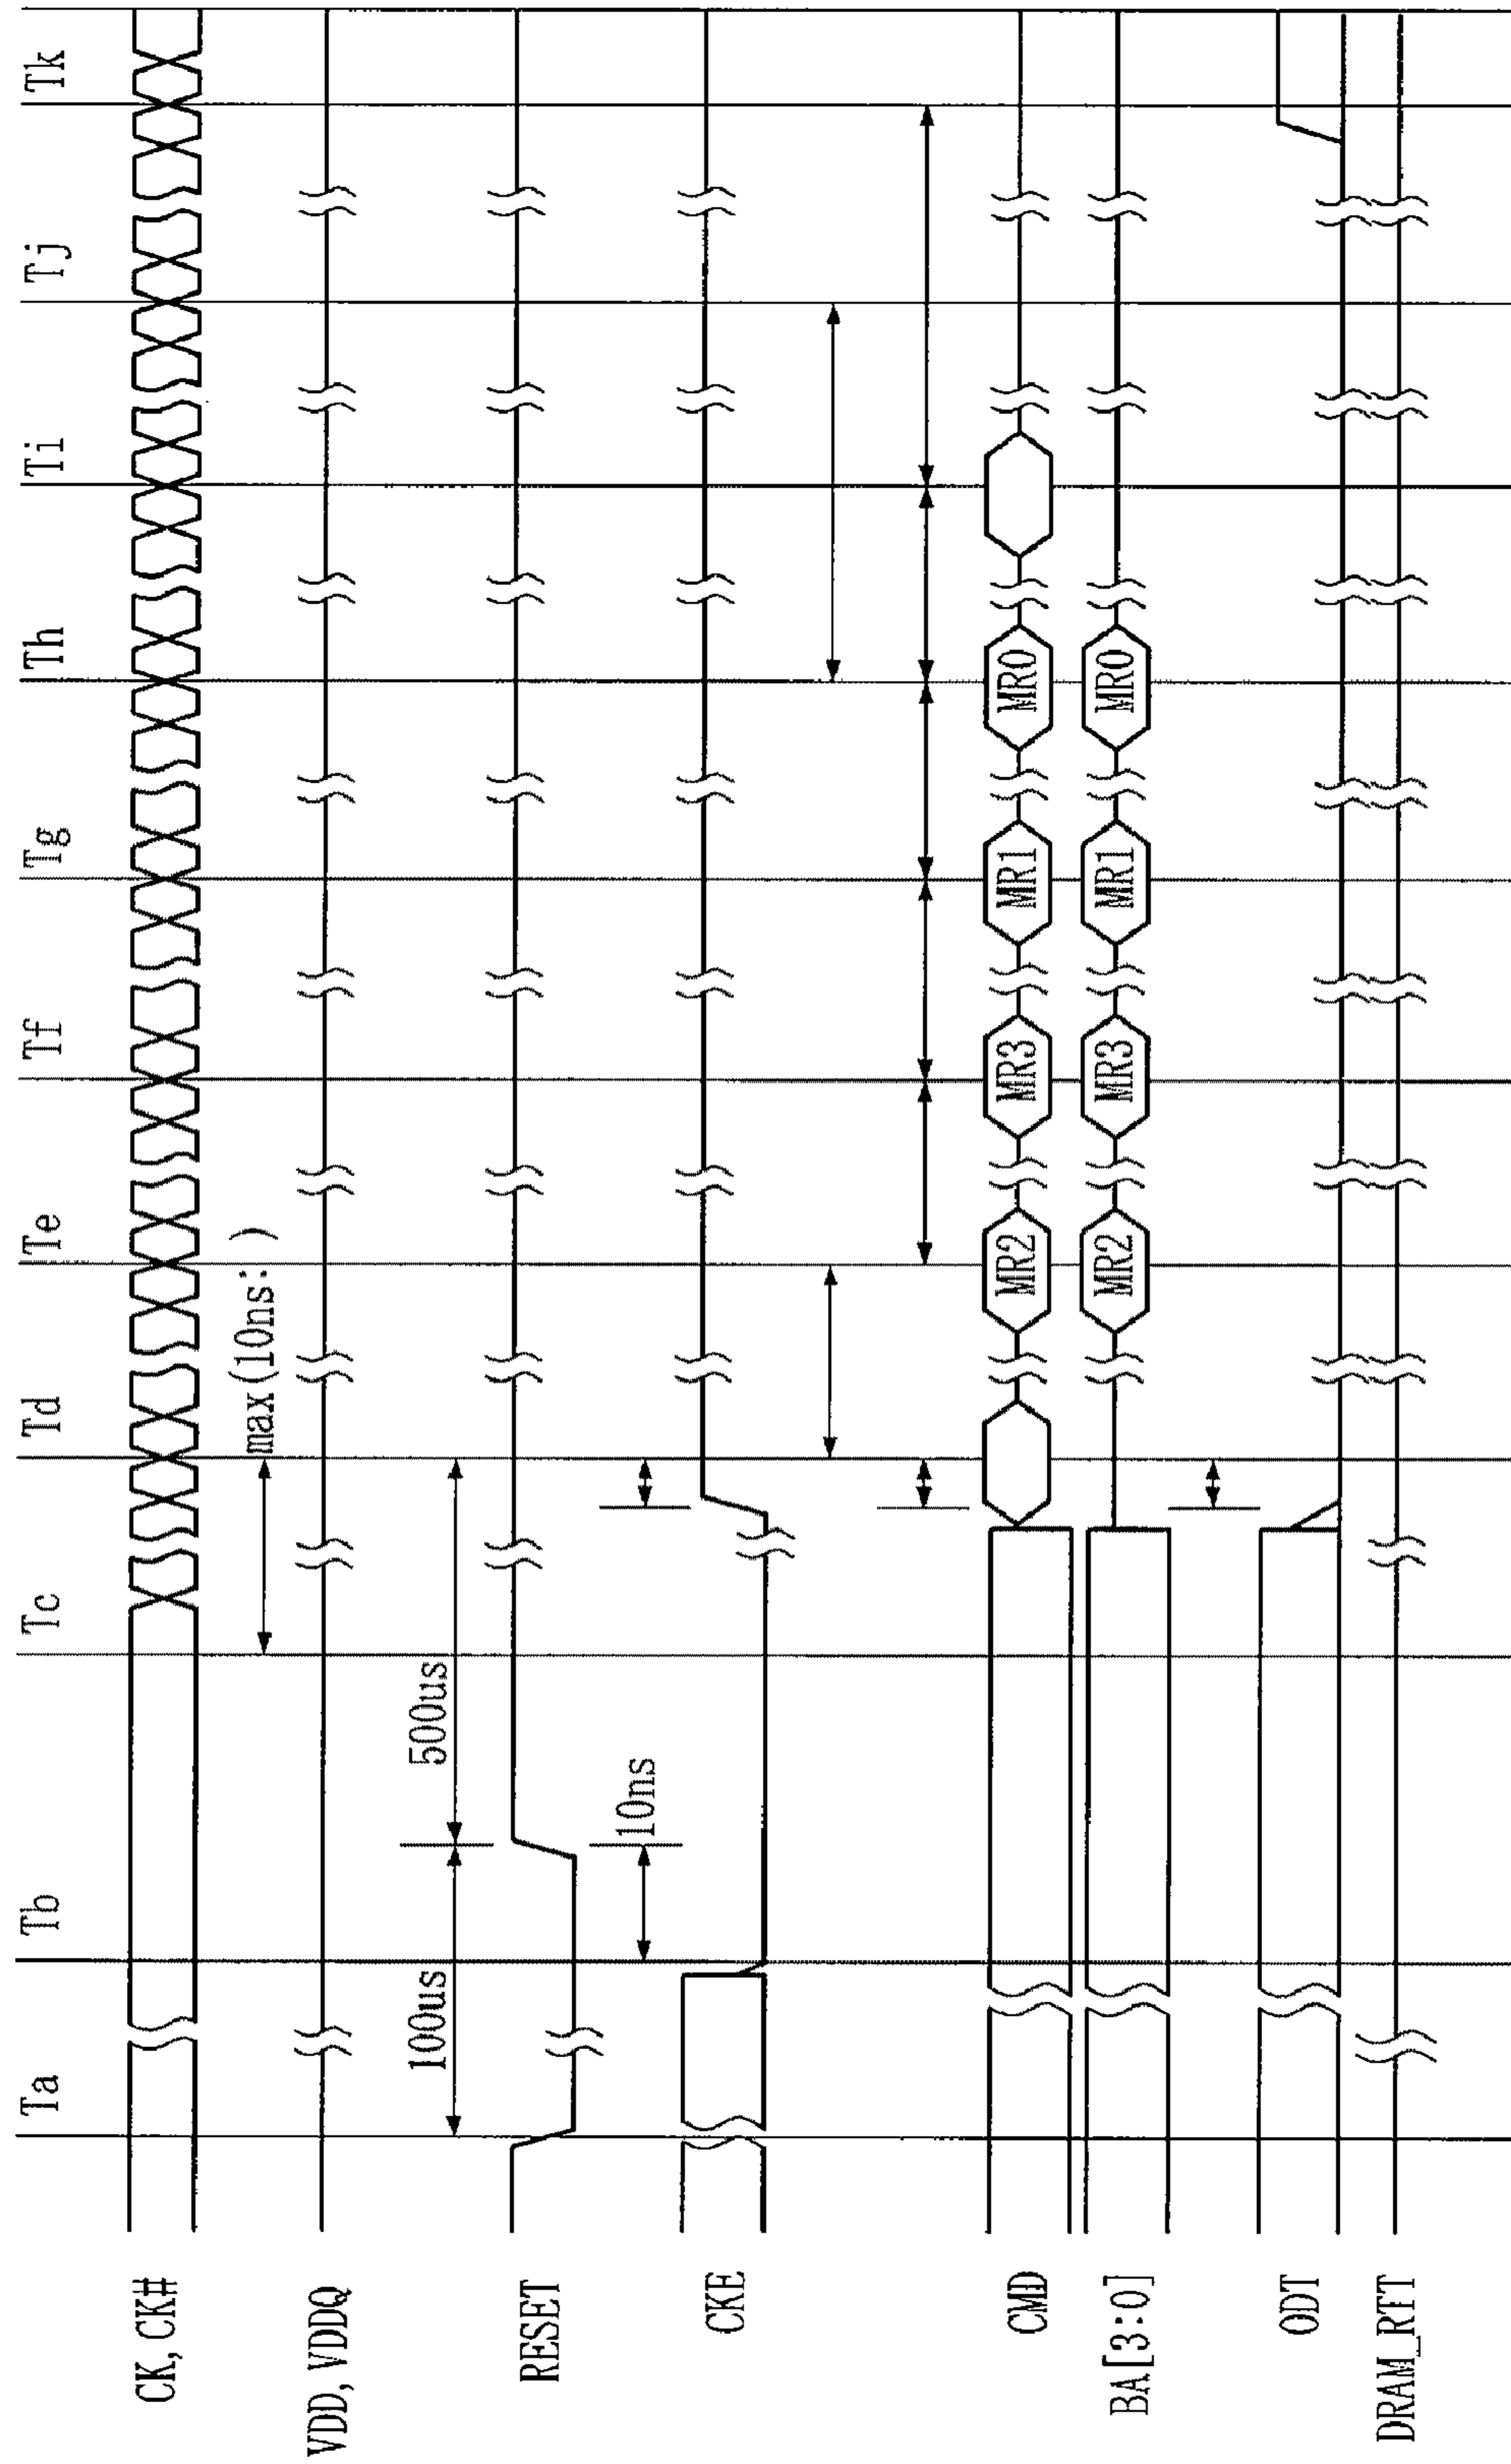 Ta Tb Tc Td Te Tf Tg Th Ti Tj Tk
CK, CK#
max(10ns: )
VDD, VDDQ
100us 500us
RESET
10ns
CKE
CMD MR2 MR3 MR1 MR0
BA[3:0] MR2 MR3 MR1 MR0
ODT
DRAM_RTT